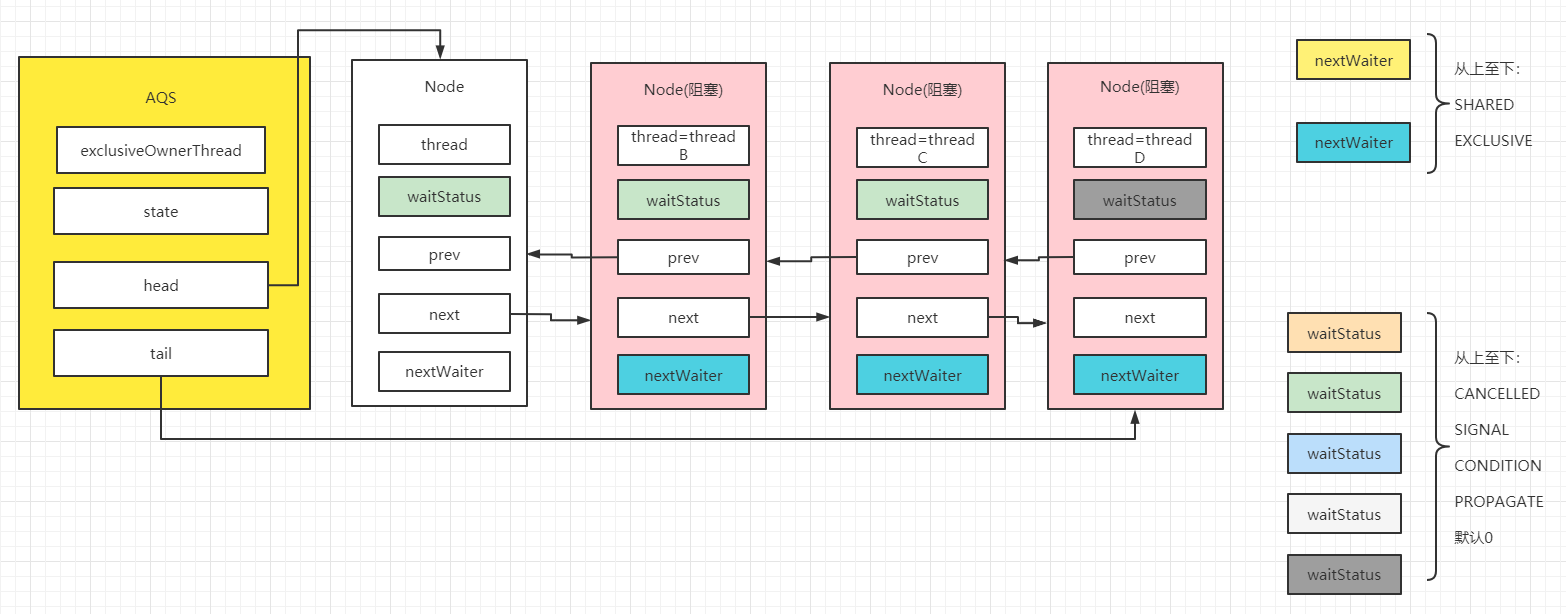 AQS
exclusiveOwnerThread
state
head
tail
Node
thread
waitStatus
prev
next
nextWaiter
Node(阻塞)
thread=thread
B
waitStatus
prev
next
nextWaiter
Node(阻塞)
thread=thread
C
waitStatus
prev
next
nextWaiter
Node(阻塞)
thread=thread
D
waitStatus
prev
next
nextWaiter
nextWaiter
nextWaiter
从上至下：
SHARED
EXCLUSIVE
waitStatus
waitStatus
waitStatus
waitStatus
waitStatus
从上至下：
CANCELLED
SIGNAL
CONDITION
PROPAGATE
默认0